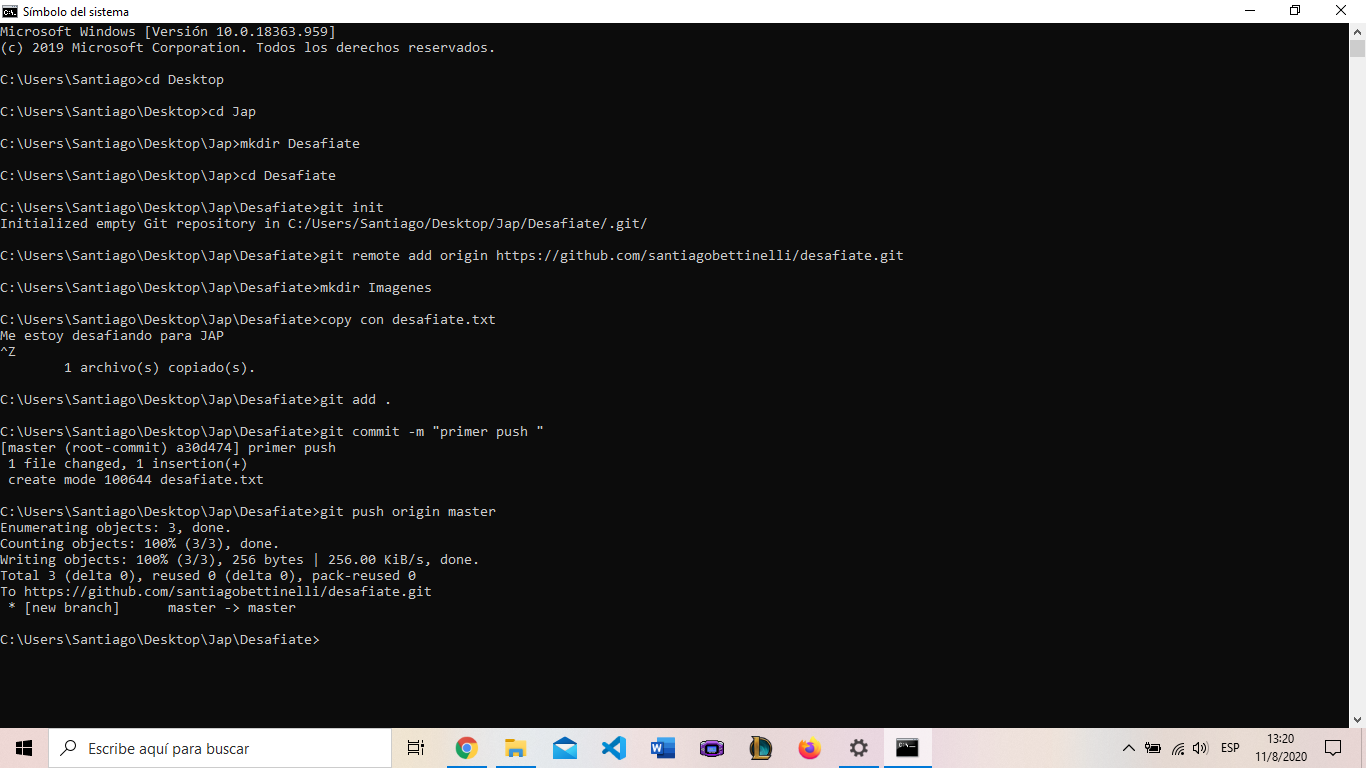 Símbolo del sistema
Microsoft Windows [Versión 10.0.18363.959]
(c) 2019 Microsoft Corporation. Todos los derechos reservados.
C:\Users\Santiago>cd Desktop
C:\Users\Santiago\Desktop>cd Jap
C:\Users\Santiago\Desktop\Jap>mkdir Desafiate
C:\Users\Santiago\Desktop\Jap>cd Desafiate
C:\Users\Santiago\Desktop\Jap\Desafiate>git init
Initialized empty Git repository in C:/Users/Santiago/Desktop/Jap/Desafiate/.git/
C:\Users\Santiago\Desktop\Jap\Desafiate>git remote add origin https://github.com/santiagobettinelli/desafiate.git
C:\Users\Santiago\Desktop\Jap\Desafiate>mkdir Imagenes
C:\Users\Santiago\Desktop\Jap\Desafiate>copy con desafiate.txt
Me estoy desafiando para JAP
^Z
        1 archivo(s) copiado(s).
C:\Users\Santiago\Desktop\Jap\Desafiate>git add .
C:\Users\Santiago\Desktop\Jap\Desafiate>git commit -m "primer push "
[master (root-commit) a30d474] primer push
 1 file changed, 1 insertion(+)
 create mode 100644 desafiate.txt
C:\Users\Santiago\Desktop\Jap\Desafiate>git push origin master
Enumerating objects: 3, done.
Counting objects: 100% (3/3), done.
Writing objects: 100% (3/3), 256 bytes | 256.00 KiB/s, done.
Total 3 (delta 0), reused 0 (delta 0), pack-reused 0
To https://github.com/santiagobettinelli/desafiate.git
 * [new branch]      master -> master
C:\Users\Santiago\Desktop\Jap\Desafiate>
Escribe aquí para buscar
ESP
13:20
11/8/2020